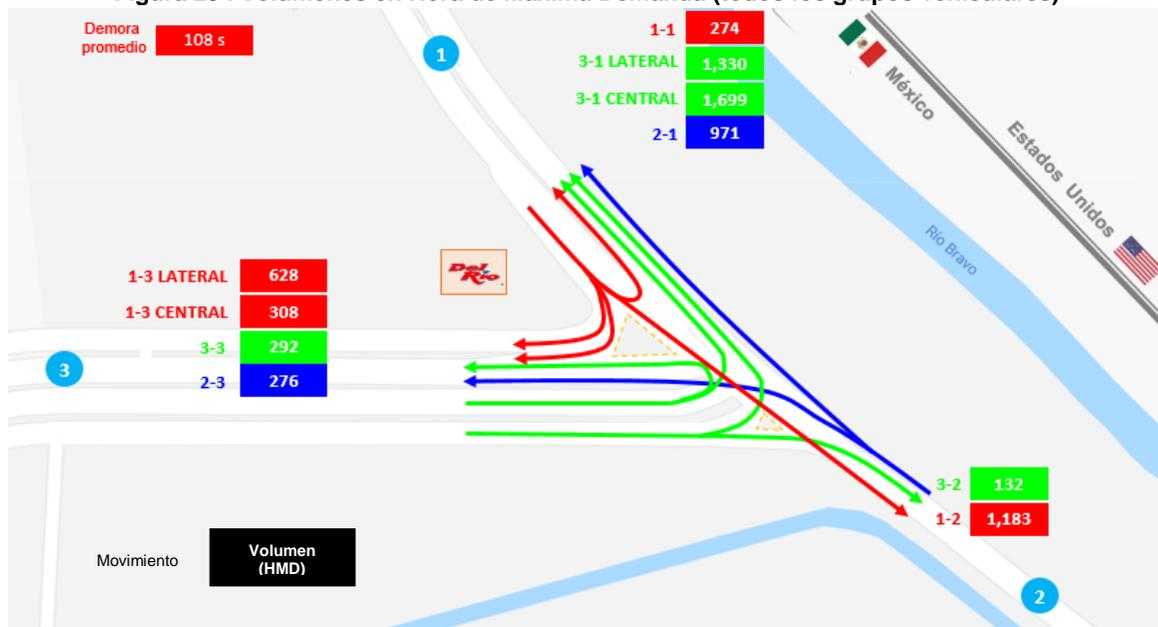 Demora
promedio
108 s
1
1-1 274
3-1 LATERAL 1,330
3-1 CENTRAL 1,699
2-1 971
México
Estados Unidos
Río Bravo
Del
Rio
1-3 LATERAL 628
1-3 CENTRAL 308
3-3 292
2-3 276
3
3-2 132
1-2 1,183
Movimiento
Volumen
(HMD)
2